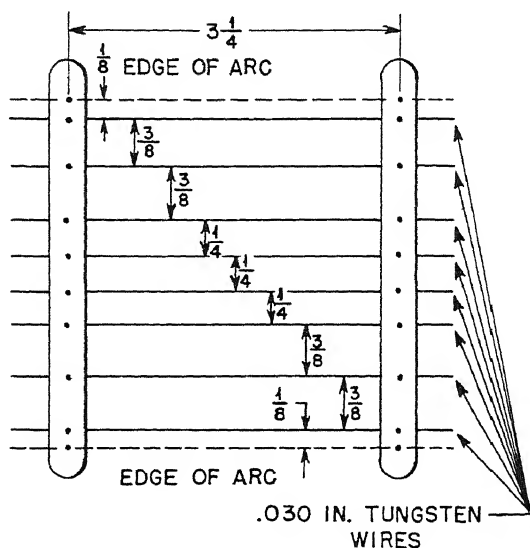 3 1/4
1/8 EDGE OF ARC
3/8
3/8
1/4
1/4
1/4
3/8
1/8 3/8
EDGE OF ARC
.030 IN. TUNGSTEN
WIRES